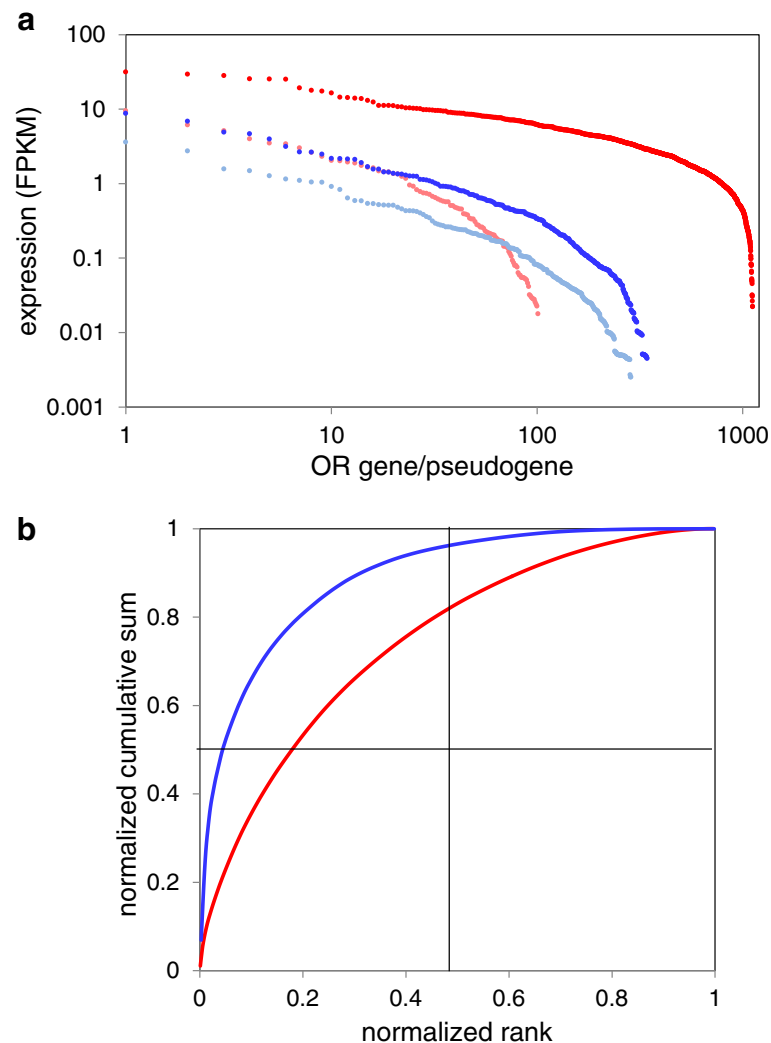 a
expression (FPKM)
100
10
1
0.1
0.01
0.001
1 10 100 1000
OR gene/pseudogene
b
normalized cumulative sum
1
0.8
0.6
0.4
0.2
0
0 0.2 0.4 0.6 0.8 1
normalized rank